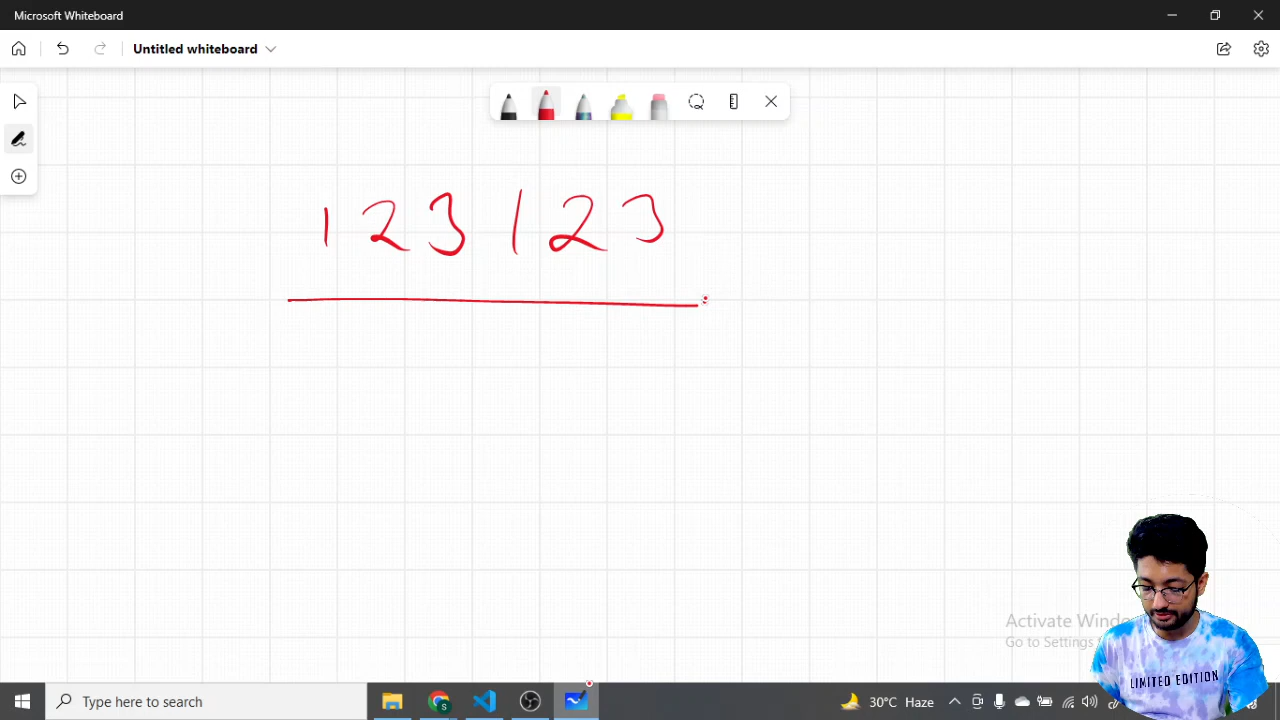 Microsoft Whiteboard
Untitled whiteboard
1 2 3 1 2 3
Activate Windo
Go to Settings
LIMITED EDITION
Type here to search
30°C Haze